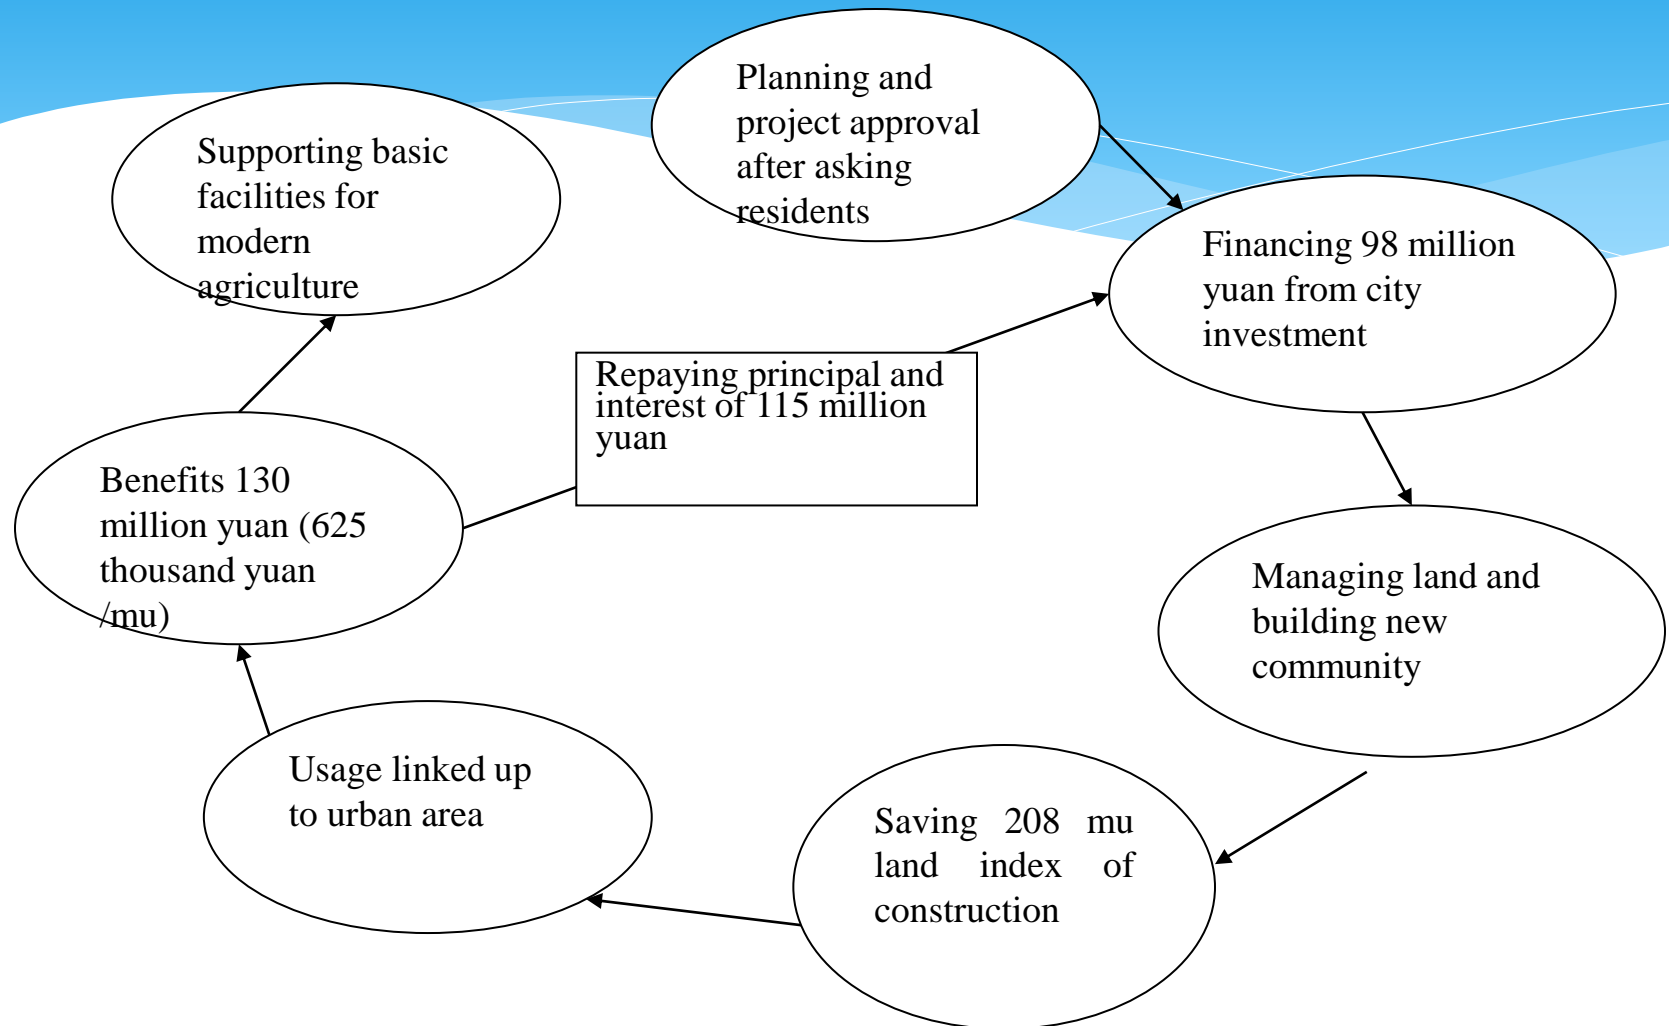 Planning and
project approval
after asking
residents
Supporting basic
facilities for
modern
agriculture
Financing 98 million
yuan from city
investment
Repaying principal and
interest of 115 million
yuan
Benefits 130
million yuan (625
thousand yuan
/mu)
Managing land and
building new
community
Usage linked up
to urban area
Saving 208 mu
land index of
construction